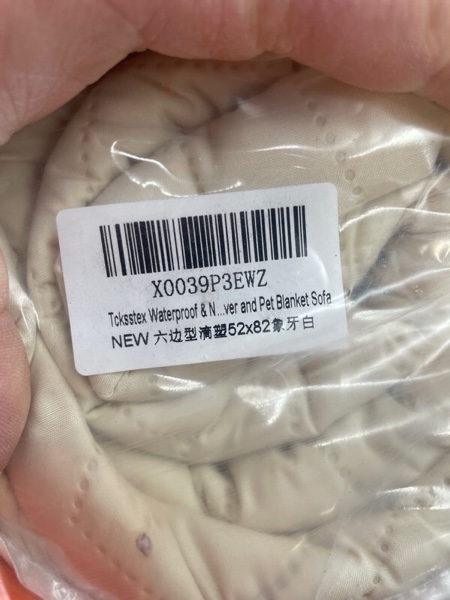 X0039P3EWZ
Tcksstex Waterproof & N...ver and Pet Blanket Sofa
NEW 六边型滴塑52x82象牙白